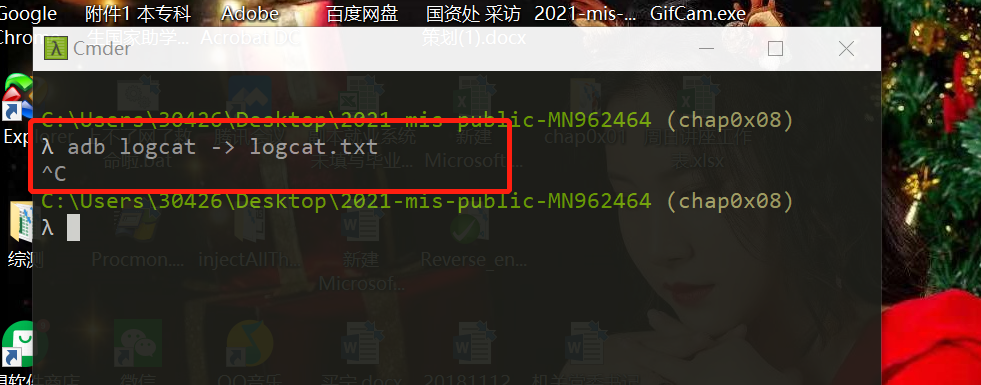 Google 附件1 本专科 Adobe 百度网盘 国资处 采访 2021-mis-... GifCam.exe
Chrom 生国家助学... Acrobat DC 策划(1).docx
Cmder
C:\Users\30426\Desktop\2021-mis-public-MN962464 (chap0x08)
λ adb logcat -> logcat.txt
^C
C:\Users\30426\Desktop\2021-mis-public-MN962464 (chap0x08)
λ
综测 Procmon.... injectAllTh... 新建 Reverse_en...
Microsoft...
微信 QQ音乐 买宝.docx 20181112